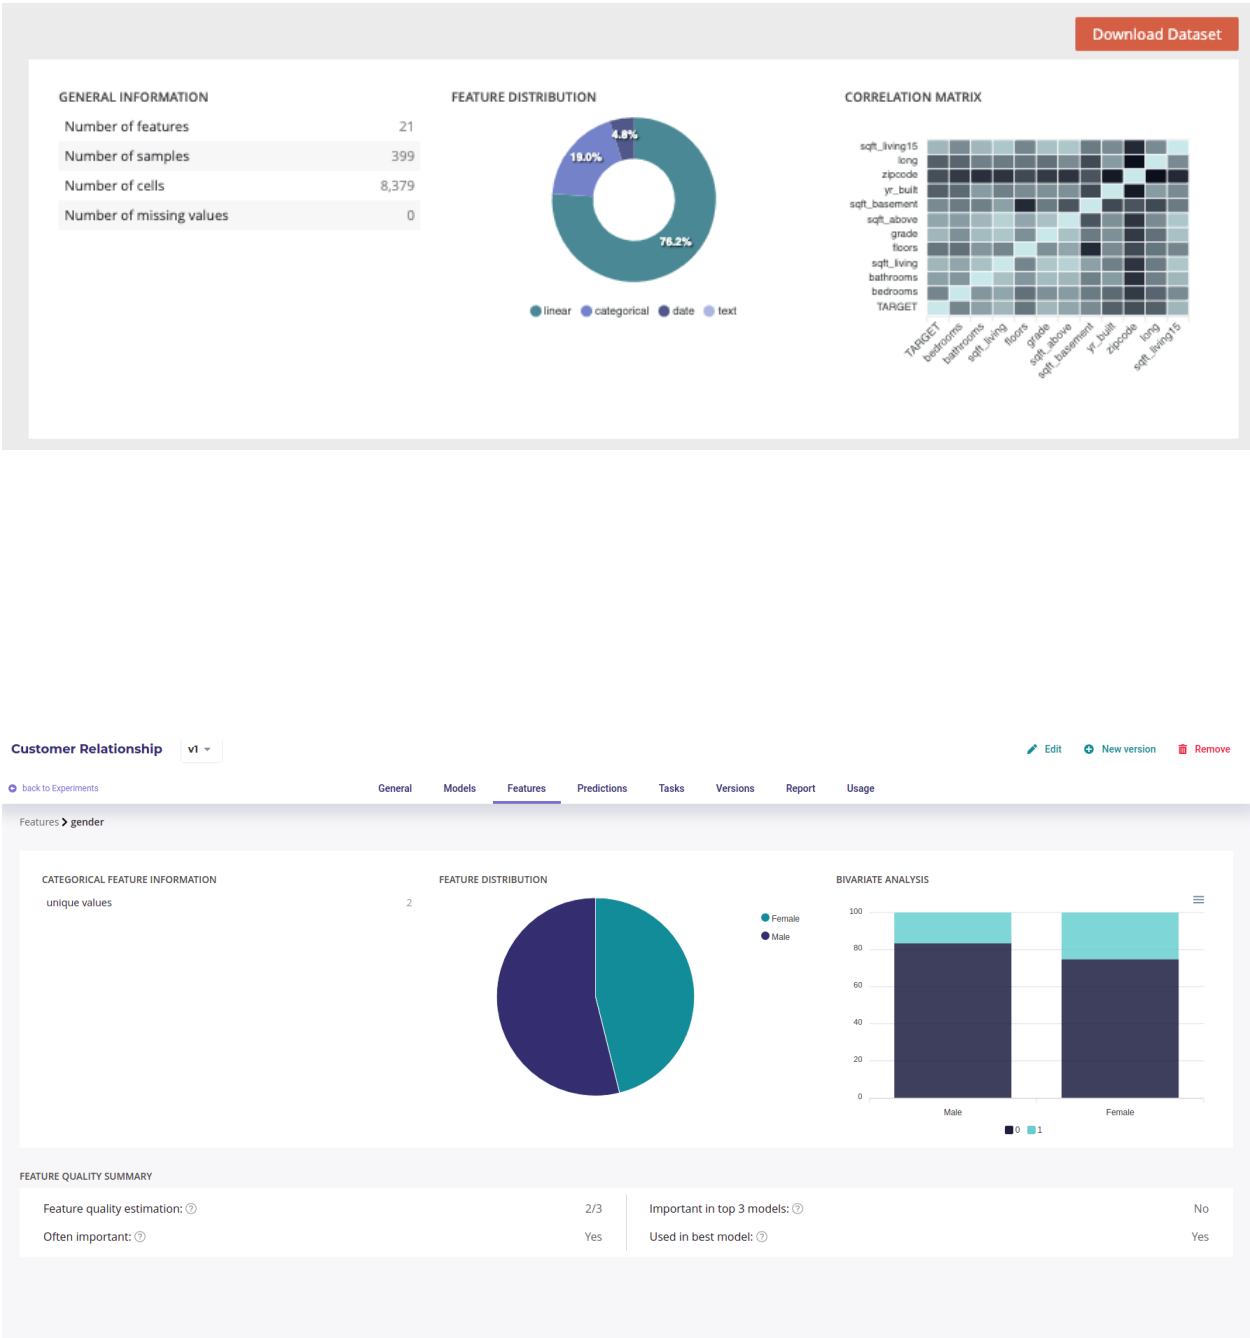 Download Dataset
GENERAL INFORMATION
Number of features 21
Number of samples 399
Number of cells 8,379
Number of missing values 0
FEATURE DISTRIBUTION
4.8%
19.0%
76.2%
linear categorical date text
CORRELATION MATRIX
sqft_living15
long
zipcode
yr_built
sqft_basement
sqft_above
grade
floors
sqft_living
bathrooms
bedrooms
TARGET
TARGET bedrooms bathrooms sqft_living floors grade sqft_above sqft_basement yr_built zipcode long sqft_living15
Customer Relationship v1 Edit New version Remove
back to Experiments General Models Features Predictions Tasks Versions Report Usage
Features gender
CATEGORICAL FEATURE INFORMATION
unique values 2
FEATURE DISTRIBUTION
Female
Male
BIVARIATE ANALYSIS
100
80
60
40
20
0
Male Female
0 1
FEATURE QUALITY SUMMARY
Feature quality estimation: ? 2/3 Important in top 3 models: ? No
Often important: ? Yes Used in best model: ? Yes